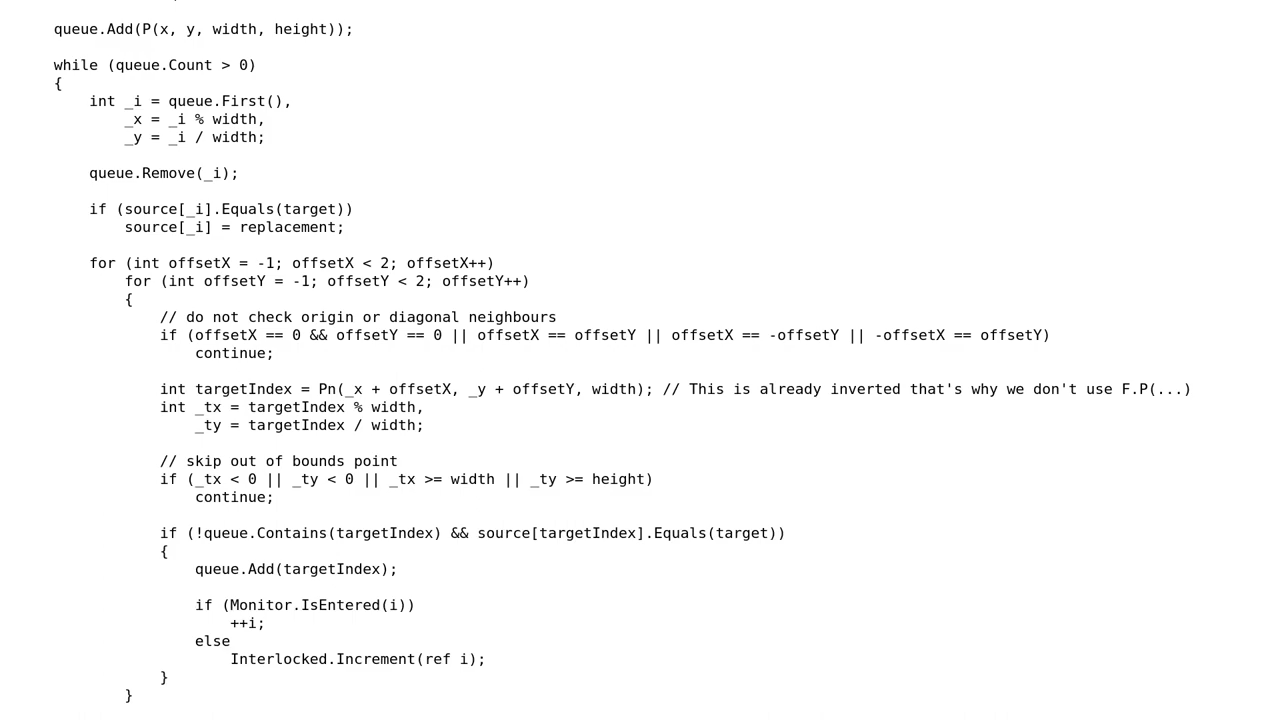 queue.Add(P(x, y, width, height));
while (queue.Count > 0)
{
int _i = queue.First(),
_x = _i % width,
_y = _i / width;
queue.Remove(_i);
if (source[_i].Equals(target))
source[_i] = replacement;
for (int offsetX = -1; offsetX < 2; offsetX++)
for (int offsetY = -1; offsetY < 2; offsetY++)
{
// do not check origin or diagonal neighbours
if (offsetX == 0 && offsetY == 0 || offsetX == offsetY || offsetX == -offsetY || -offsetX == offsetY)
continue;
int targetIndex = Pn(_x + offsetX, _y + offsetY, width); // This is already inverted that's why we don't use F.P(...)
int _tx = targetIndex % width,
_ty = targetIndex / width;
// skip out of bounds point
if (_tx < 0 || _ty < 0 || _tx >= width || _ty >= height)
continue;
if (!queue.Contains(targetIndex) && source[targetIndex].Equals(target))
{
queue.Add(targetIndex);
if (Monitor.IsEntered(i))
++i;
else
Interlocked.Increment(ref i);
}
}